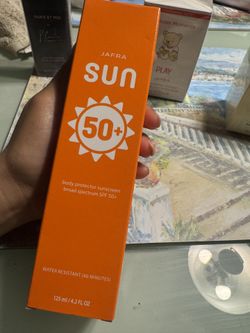 JAFRA
SUN
50+
body protector sunscreen
broad spectrum SPF 50+
WATER RESISTANT (40 MINUTES)
125 ml / 4.2 FL OZ
PLAY